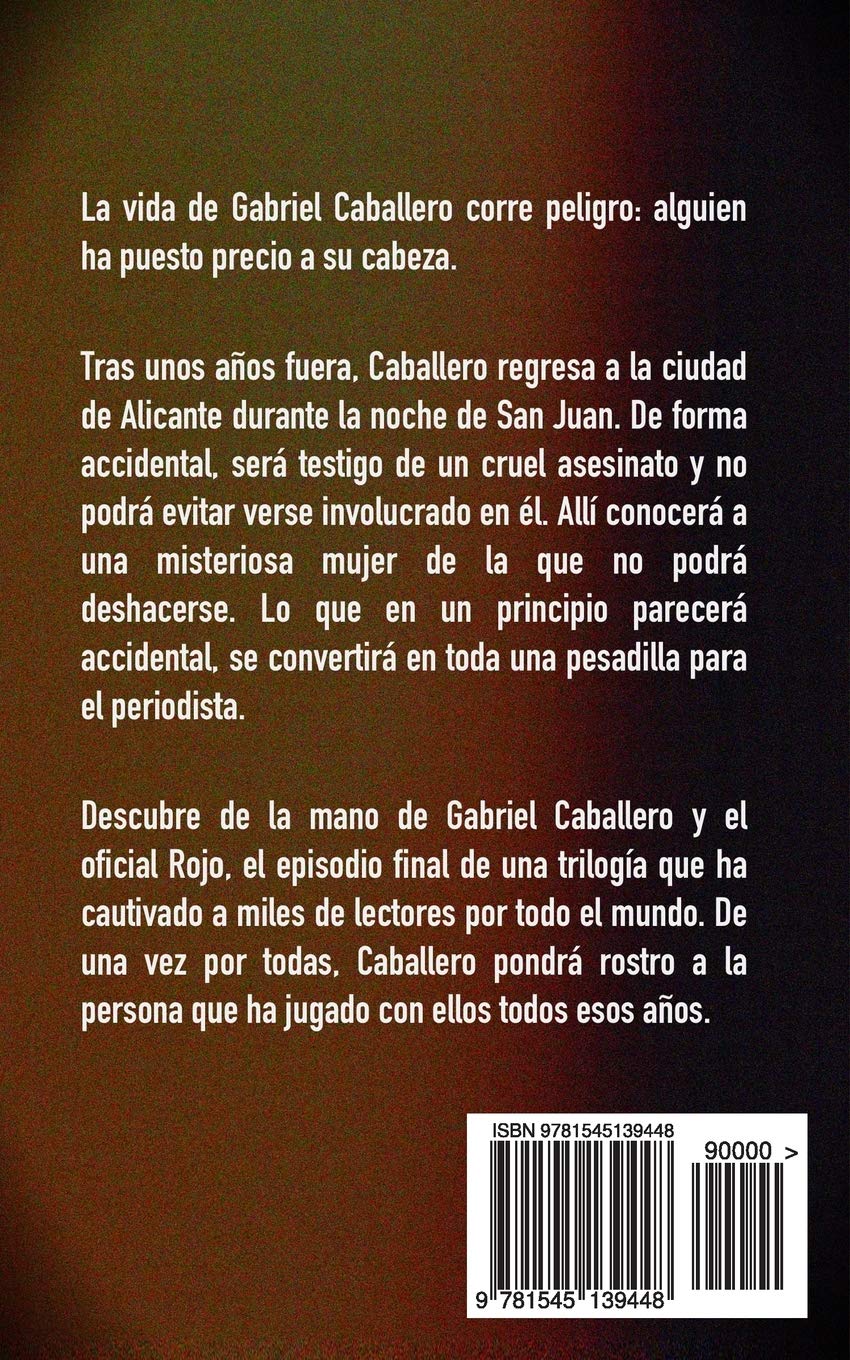 La vida de Gabriel Caballero corre peligro: alguien
ha puesto precio a su cabeza.
Tras unos años fuera, Caballero regresa a la ciudad
de Alicante durante la noche de San Juan. De forma
accidental, será testigo de un cruel asesinato y no
podrá evitar verse involucrado en él. Allí conocerá a
una misteriosa mujer de la que no podrá
deshacerse. Lo que en un principio parecerá
accidental, se convertirá en toda una pesadilla para
el periodista.
Descubre de la mano de Gabriel Caballero y el
oficial Rojo, el episodio final de una trilogía que ha
cautivado a miles de lectores por todo el mundo. De
una vez por todas, Caballero pondrá rostro a la
persona que ha jugado con ellos todos esos años.
ISBN 9781545139448
90000 >
9 781545 139448